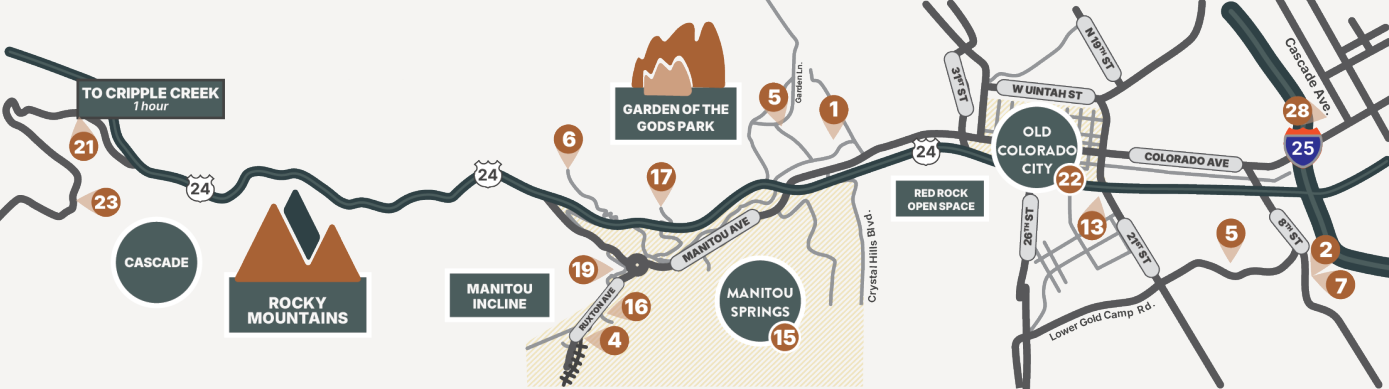 TO CRIPPLE CREEK
1 hour
21
23
24
CASCADE
ROCKY
MOUNTAINS
24
6
17
GARDEN OF THE
GODS PARK
5
Garden Ln.
1
MANITOU AVE
19
MANITOU
INCLINE
RUXTON AVE
16
4
MANITOU
SPRINGS
15
Crystal Hills Blvd.
24
RED ROCK
OPEN SPACE
31ST ST
N 19TH ST
W UINTAH ST
OLD
COLORADO
CITY
22
COLORADO AVE
26TH ST
13
21ST ST
Lower Gold Camp Rd.
5
8TH ST
Cascade Ave.
28
25
2
7